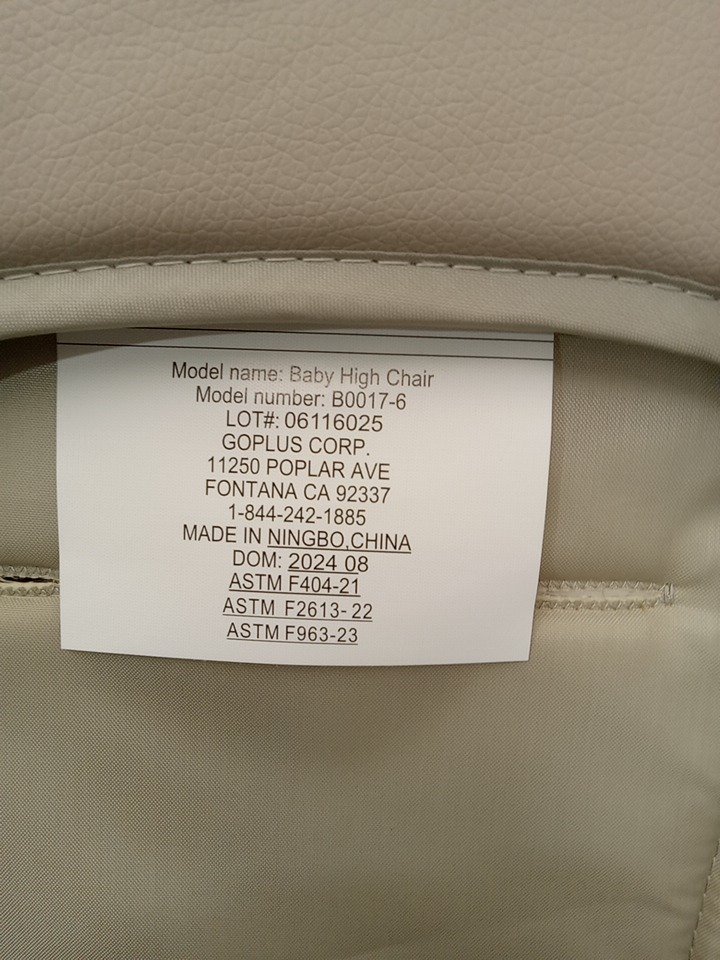 Model name: Baby High Chair
Model number: B0017-6
LOT#: 06116025
GOPLUS CORP.
11250 POPLAR AVE
FONTANA CA 92337
1-844-242-1885
MADE IN NINGBO,CHINA
DOM: 2024 08
ASTM F404-21
ASTM F2613-22
ASTM F963-23